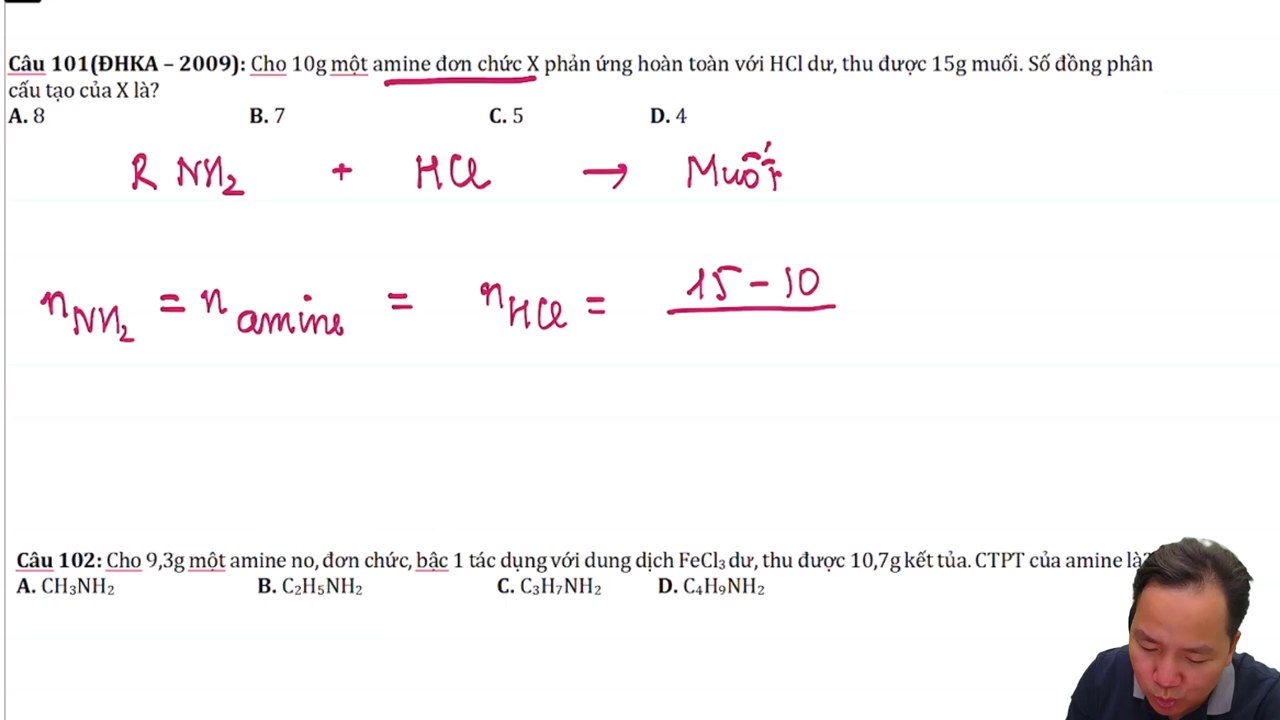 Câu 101(ĐHKA – 2009): Cho 10g một amine đơn chức X phản ứng hoàn toàn với HCl dư, thu được 15g muối. Số đồng phân
cấu tạo của X là?
A. 8 B. 7 C. 5 D. 4
R NH₂ + HCl → Muối
n NH₂ = n amine = n HCl = 15 - 10
Câu 102: Cho 9,3g một amine no, đơn chức, bậc 1 tác dụng với dung dịch FeCl₃ dư, thu được 10,7g kết tủa. CTPT của amine là?
A. CH₃NH₂ B. C₂H₅NH₂ C. C₃H₇NH₂ D. C₄H₉NH₂